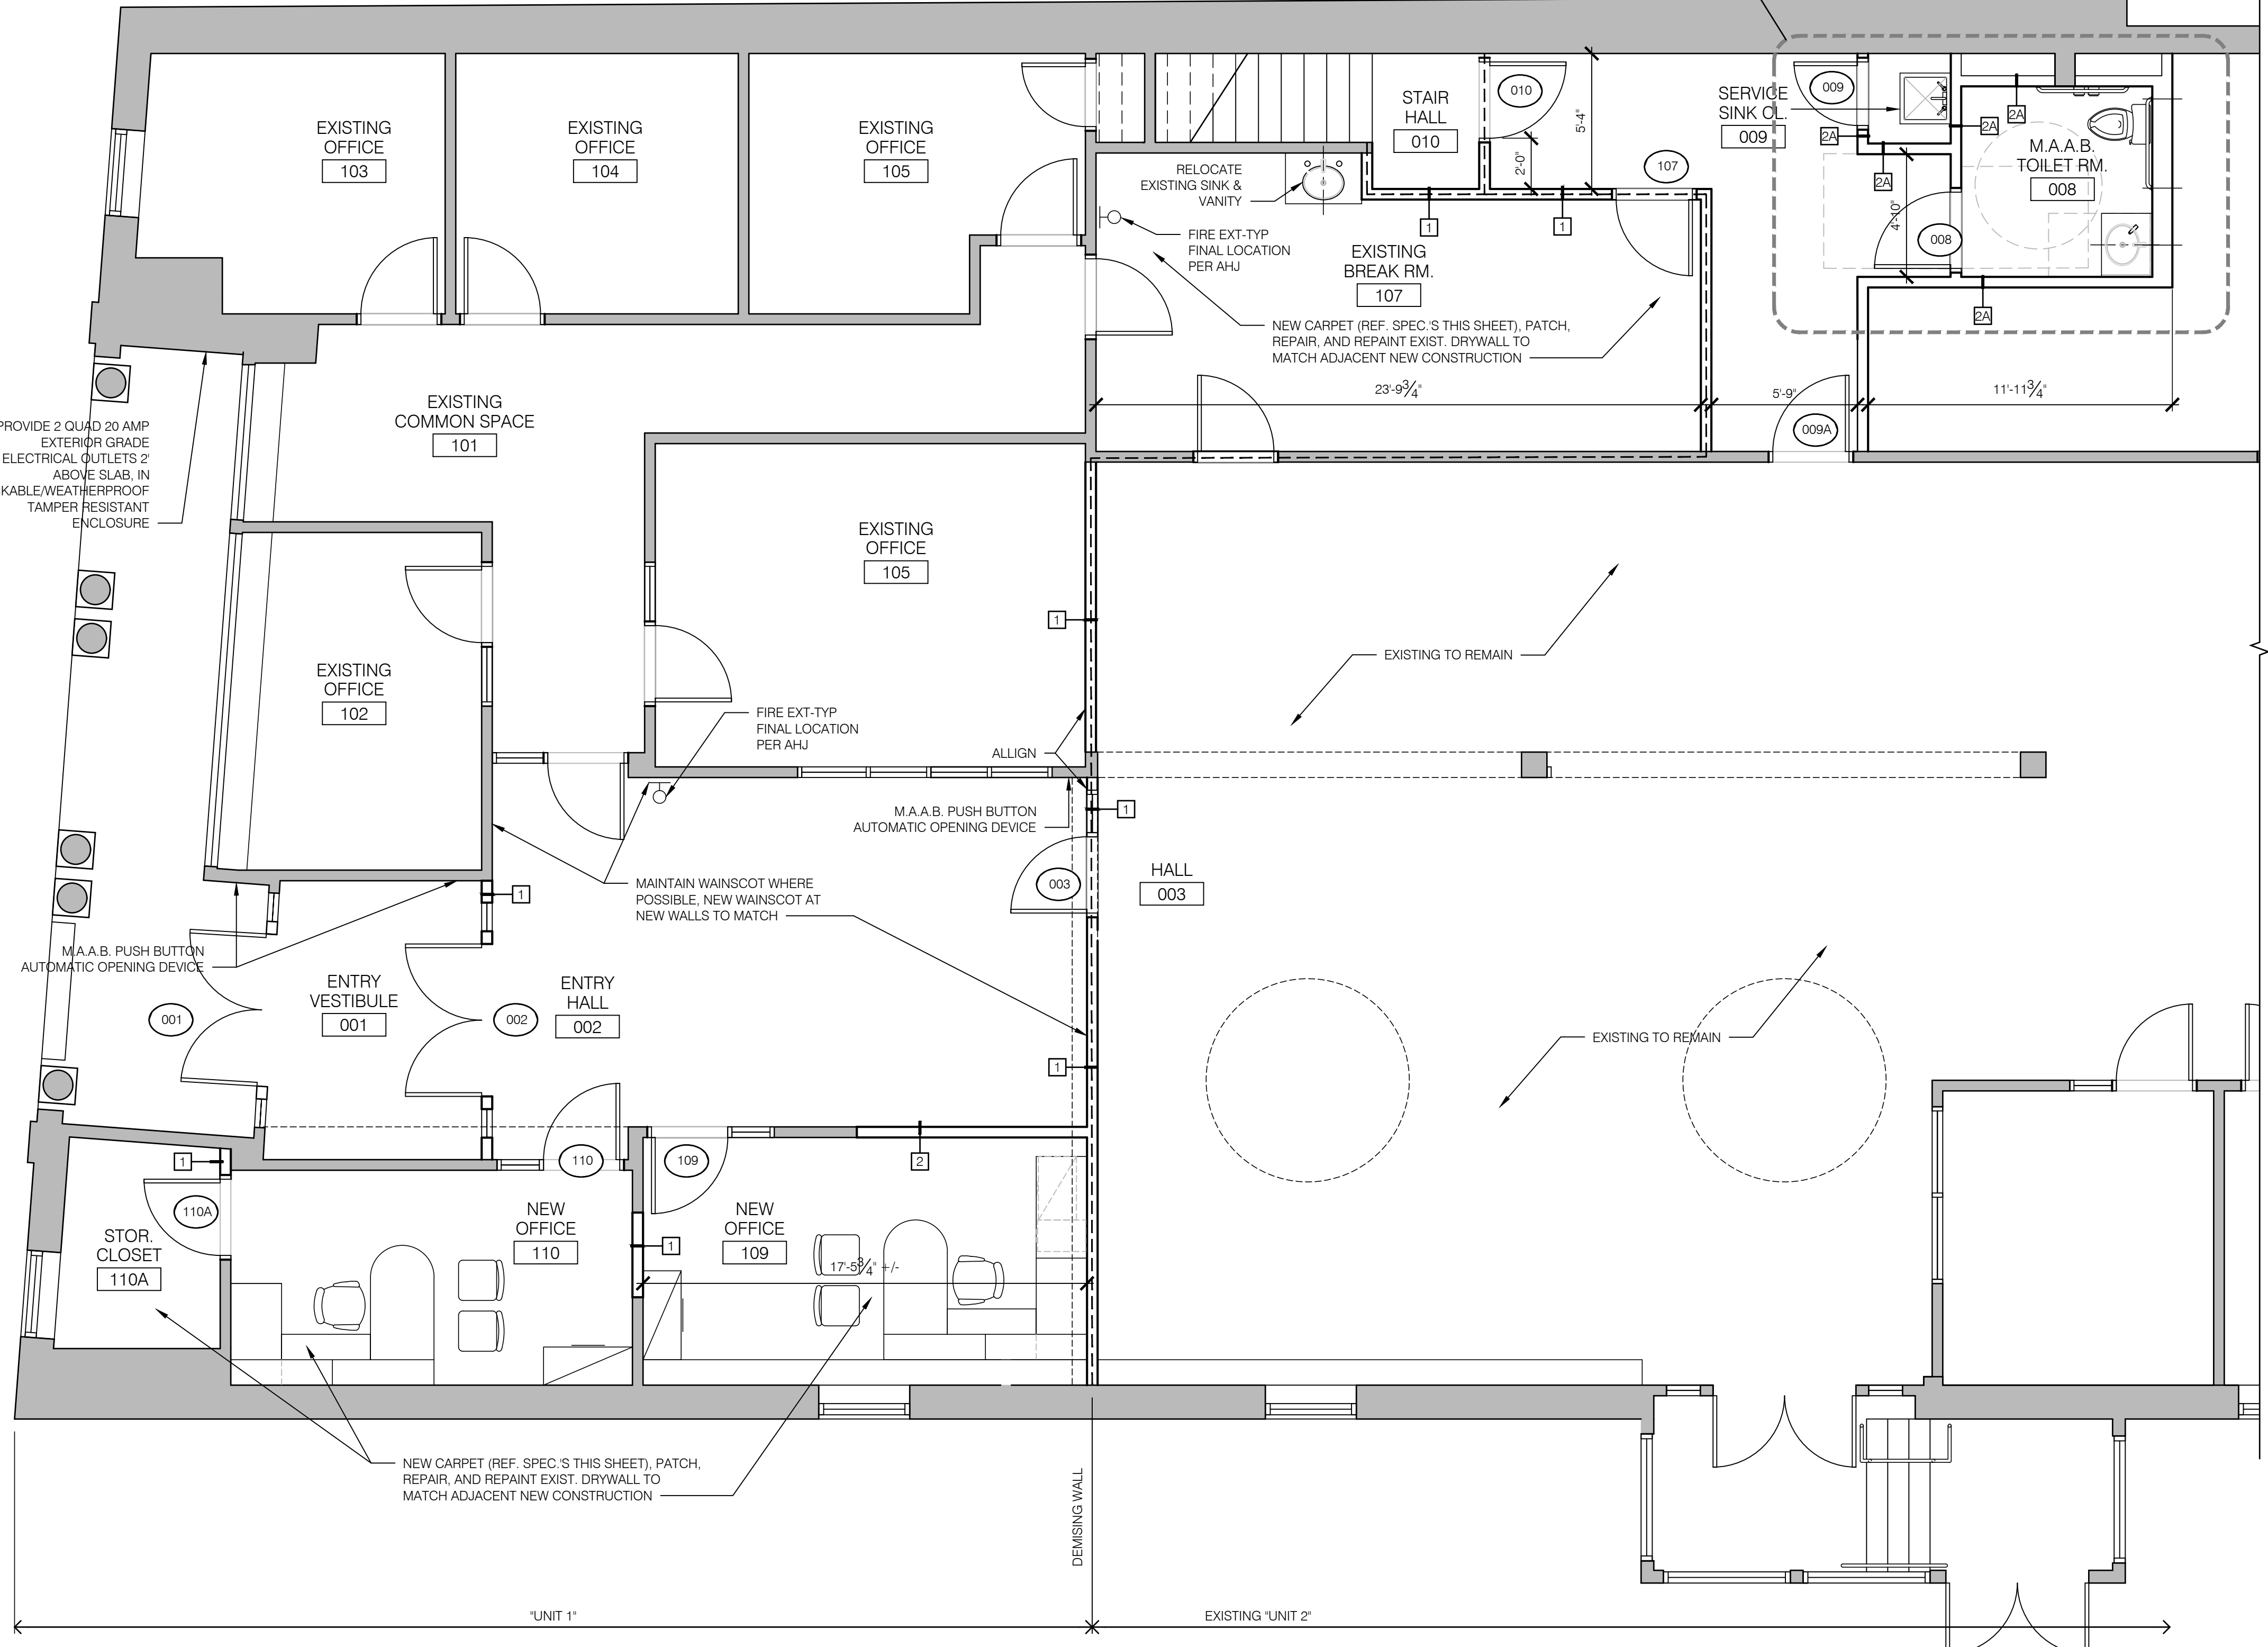 EXISTING
OFFICE
103
EXISTING
OFFICE
104
EXISTING
OFFICE
105
STAIR
HALL
010
010
5'-4"
2'-0"
SERVICE
SINK CL.
009
009
2A
2A
2A
2A
M.A.A.B.
TOILET RM.
008
008
4'-10"
2A
RELOCATE
EXISTING SINK &
VANITY
107
1
1
FIRE EXT-TYP
FINAL LOCATION
PER AHJ
EXISTING
BREAK RM.
107
NEW CARPET (REF. SPEC.'S THIS SHEET), PATCH,
REPAIR, AND REPAINT EXIST. DRYWALL TO
MATCH ADJACENT NEW CONSTRUCTION
23'-9 3/4"
5'-9"
11'-11 3/4"
009A
EXISTING
COMMON SPACE
101
PROVIDE 2 QUAD 20 AMP
EXTERIOR GRADE
ELECTRICAL OUTLETS 2'
ABOVE SLAB, IN
KABLE/WEATHERPROOF
TAMPER RESISTANT
ENCLOSURE
EXISTING
OFFICE
105
1
EXISTING TO REMAIN
EXISTING
OFFICE
102
FIRE EXT-TYP
FINAL LOCATION
PER AHJ
ALLIGN
M.A.A.B. PUSH BUTTON
AUTOMATIC OPENING DEVICE
1
003
HALL
003
MAINTAIN WAINSCOT WHERE
POSSIBLE, NEW WAINSCOT AT
NEW WALLS TO MATCH
1
M.A.A.B. PUSH BUTTON
AUTOMATIC OPENING DEVICE
001
ENTRY
VESTIBULE
001
002
ENTRY
HALL
002
EXISTING TO REMAIN
1
1
110
109
2
110A
STOR.
CLOSET
110A
NEW
OFFICE
110
1
NEW
OFFICE
109
17'-5 3/4" +/-
NEW CARPET (REF. SPEC.'S THIS SHEET), PATCH,
REPAIR, AND REPAINT EXIST. DRYWALL TO
MATCH ADJACENT NEW CONSTRUCTION
DEMISING WALL
"UNIT 1"
EXISTING "UNIT 2"